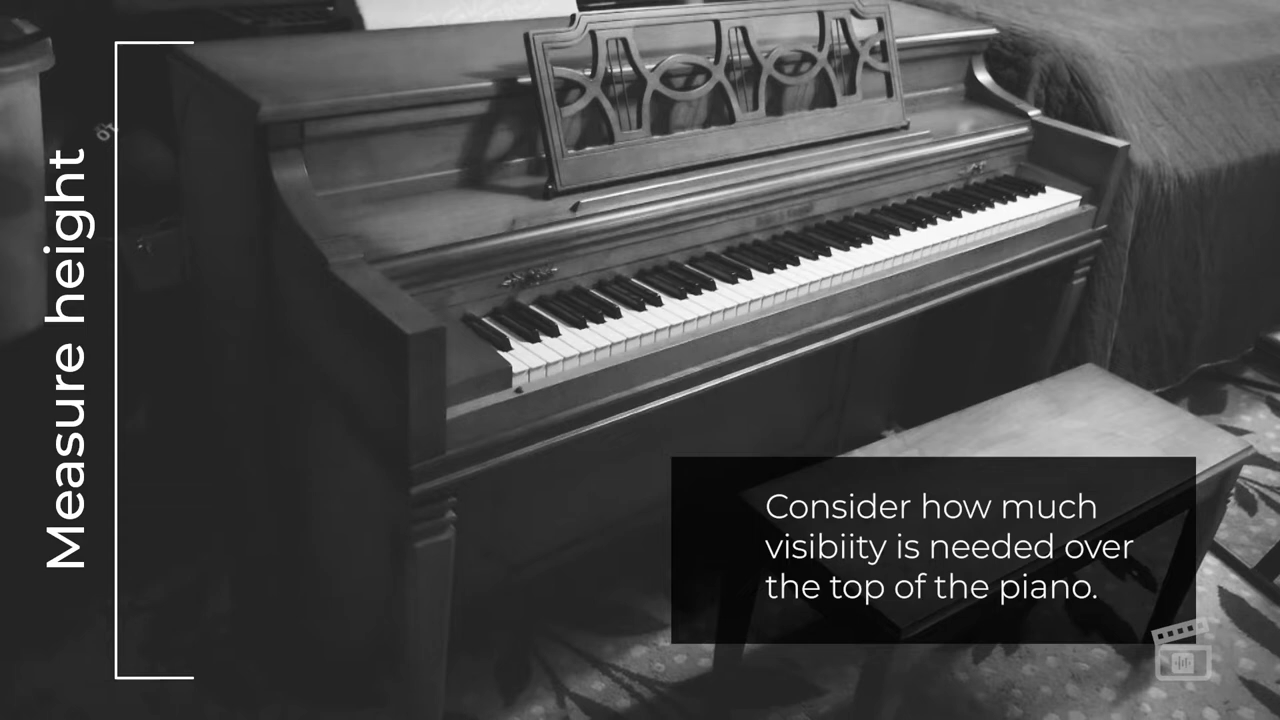 Measure height
Consider how much
visibiity is needed over
the top of the piano.